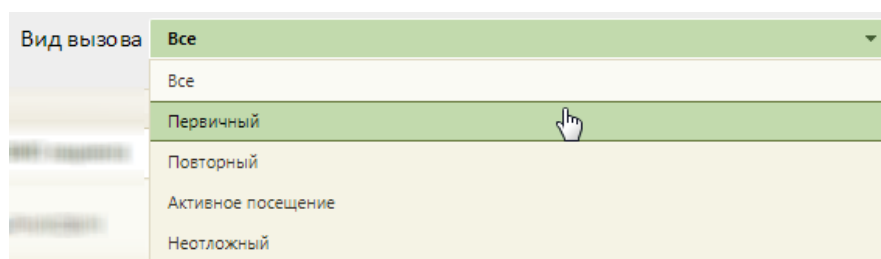 Вид вызова Все
Все
Первичный
Повторный
Активное посещение
Неотложный